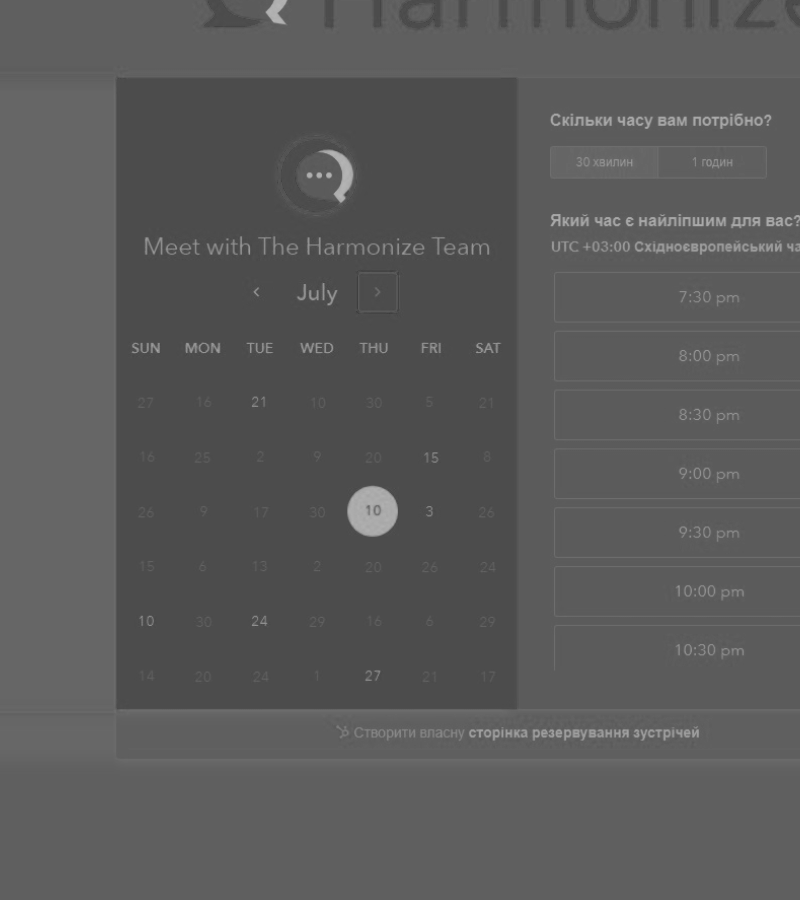 Harmonize
Meet with The Harmonize Team
July
SUN MON TUE WED THU FRI SAT
27 16 21 10 30 5 21
16 25 2 9 20 15 8
26 9 17 30 10 3 26
15 6 13 2 20 26 24
10 30 24 29 16 6 29
14 20 24 1 27 21 17
Скільки часу вам потрібно?
30 хвилин 1 годин
Який час є найліпшим для вас?
UTC +03:00 Східноєвропейський ча
7:30 pm
8:00 pm
8:30 pm
9:00 pm
9:30 pm
10:00 pm
10:30 pm
Створити власну сторінка резервування зустрічей